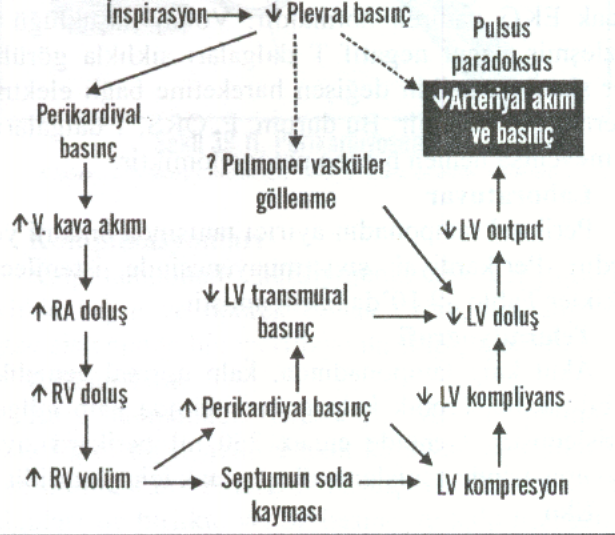 İnspirasyon → ↓ Plevral basınç
Pulsus
paradoksus
↓Arteriyal akım
ve basınç
Perikardiyal
basınç
↑ Pulmoner vasküler
göllenme
↑ V. kava akımı
↓ LV output
↓ LV transmural
basınç
↑ RA doluş
↓ LV doluş
↑ RV doluş
↑ Perikardiyal basınç
↓ LV kompliyans
↑ RV volüm
Septumun sola
kayması
LV kompresyon